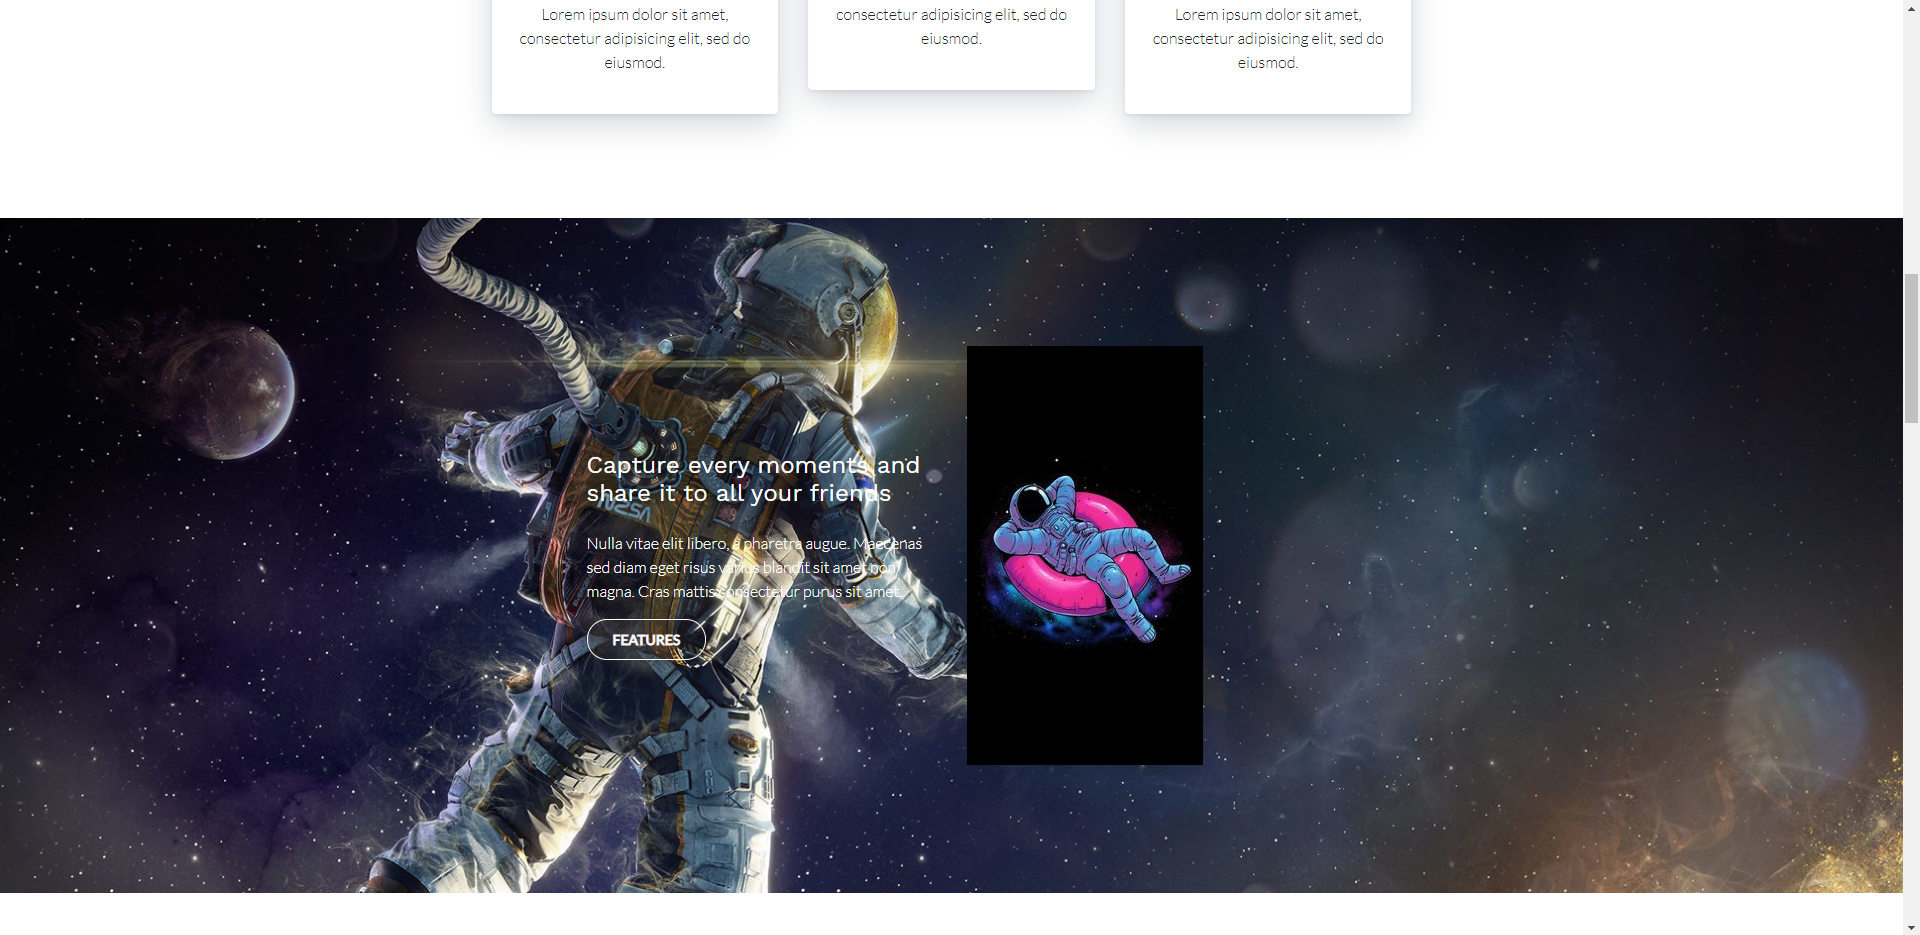 Lorem ipsum dolor sit amet,
consectetur adipisicing elit, sed do
eiusmod.
consectetur adipisicing elit, sed do
eiusmod.
Lorem ipsum dolor sit amet,
consectetur adipisicing elit, sed do
eiusmod.
Capture every moments and
share it to all your friends
Nulla vitae elit libero, a pharetra augue. Maecenas
sed diam eget risus varius blandit sit amet non
magna. Cras mattis consectetur purus sit amet.
FEATURES